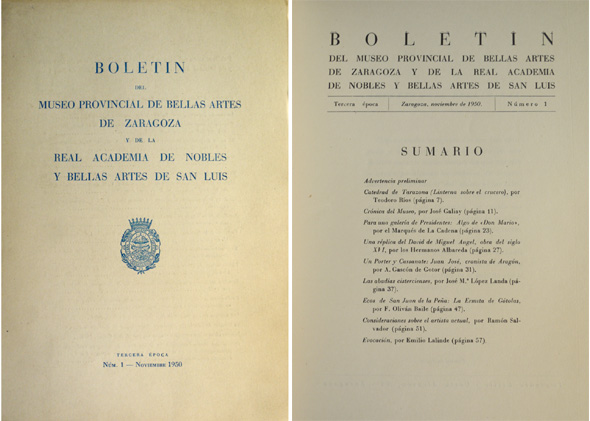 BOLETIN
DEL
MUSEO PROVINCIAL DE BELLAS ARTES
DE ZARAGOZA
Y DE LA
REAL ACADEMIA DE NOBLES
Y BELLAS ARTES DE SAN LUIS
TERCERA ÉPOCA
NÚM. 1 — NOVIEMBRE 1950
BOLETIN
DEL MUSEO PROVINCIAL DE BELLAS ARTES
DE ZARAGOZA Y DE LA REAL ACADEMIA
DE NOBLES Y BELLAS ARTES DE SAN LUIS
Tercera época
Zaragoza, noviembre de 1950.
Número 1
SUMARIO
Advertencia preliminar
Catedral de Tarazona (Linterna sobre el crucero), por
Teodoro Ríos (página 7).
Crónica del Museo, por José Galiay (página 11).
Para una galería de Presidentes: Algo de «Don Mario»,
por el Marqués de La Cadena (página 23).
Una réplica del David de Miguel Angel, obra del siglo
XVI, por los Hermanos Albareda (página 27).
Un Porter y Casanate: Juan José, cronista de Aragón,
por A. Gascón de Gotor (página 31).
Las abadías cistercienses, por José M.ª López Landa (pá-
gina 37).
Ecos de San Juan de la Peña: La Ermita de
por F. Oliván Baile (página 47).
Consideraciones sobre el artista actual, por Ramón Sal-
vador (página 51).
Evocación, por Emilio Lalinde (página 57).